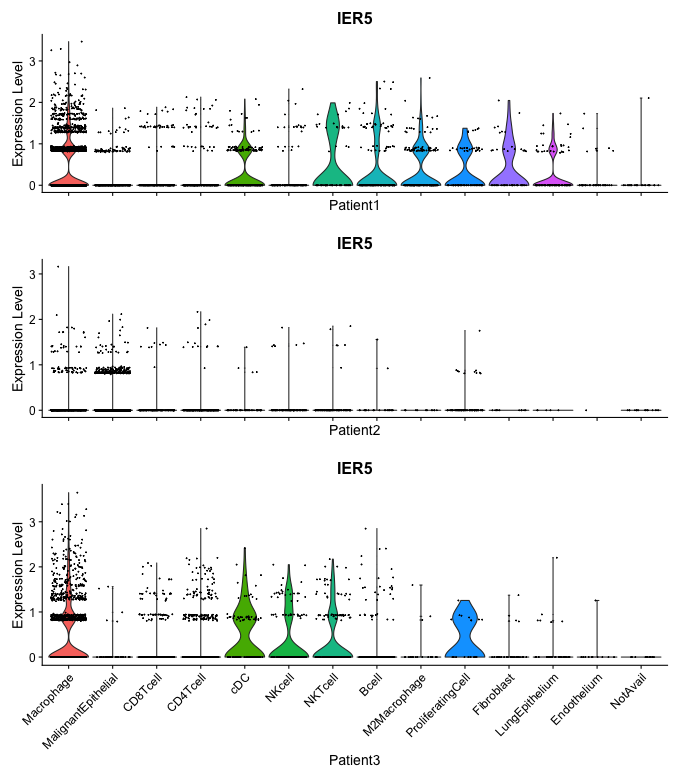 IER5
Expression Level
3
2
1
0
Patient1
IER5
Expression Level
3
2
1
0
Patient2
IER5
Expression Level
3
2
1
0
Macrophage
MalignantEpithelial
CD8Tcell
CD4Tcell
cDC
NKcell
NKTcell
Bcell
M2Macrophage
ProliferatingCell
Fibroblast
LungEpithelium
Endothelium
NotAvail
Patient3